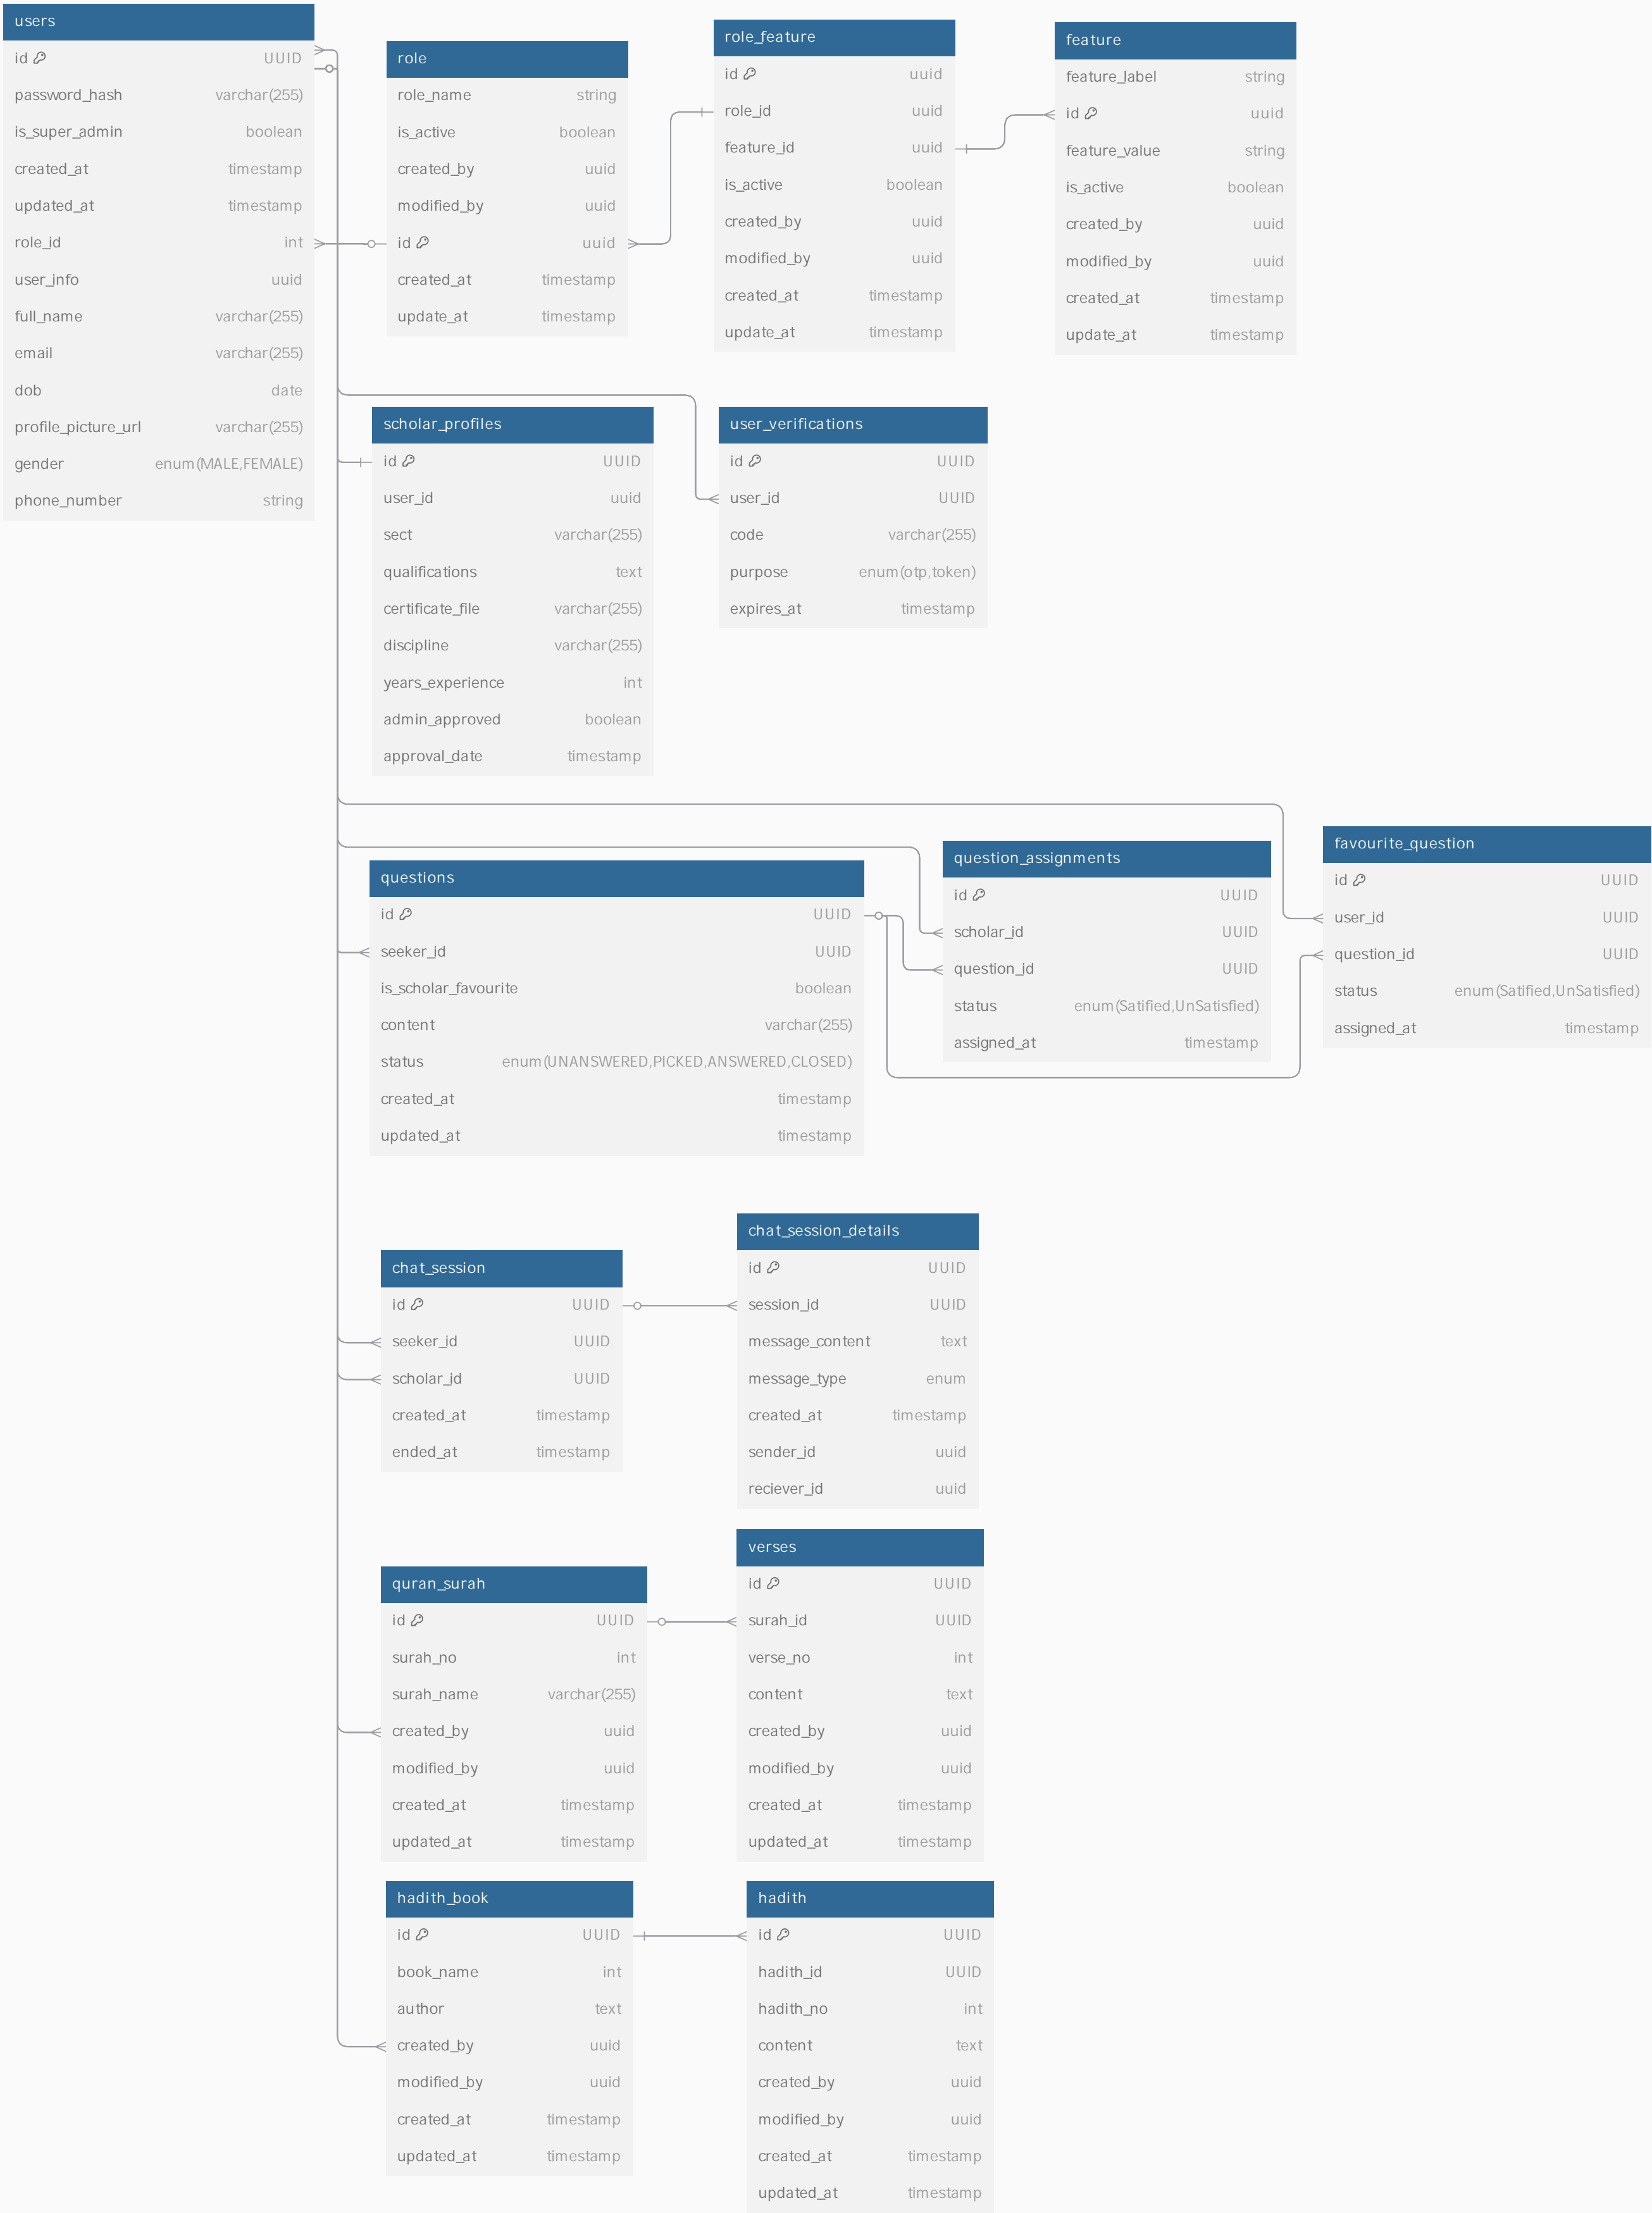 users
id UUID
password_hash varchar(255)
is_super_admin boolean
created_at timestamp
updated_at timestamp
role_id int
user_info uuid
full_name varchar(255)
email varchar(255)
dob date
profile_picture_url varchar(255)
gender enum(MALE,FEMALE)
phone_number string
role
role_name string
is_active boolean
created_by uuid
modified_by uuid
id uuid
created_at timestamp
update_at timestamp
role_feature
id uuid
role_id uuid
feature_id uuid
is_active boolean
created_by uuid
modified_by uuid
created_at timestamp
update_at timestamp
feature
feature_label string
id uuid
feature_value string
is_active boolean
created_by uuid
modified_by uuid
created_at timestamp
update_at timestamp
scholar_profiles
id UUID
user_id uuid
sect varchar(255)
qualifications text
certificate_file varchar(255)
discipline varchar(255)
years_experience int
admin_approved boolean
approval_date timestamp
user_verifications
id UUID
user_id UUID
code varchar(255)
purpose enum(otp,token)
expires_at timestamp
questions
id UUID
seeker_id UUID
is_scholar_favourite boolean
content varchar(255)
status enum(UNANSWERED,PICKED,ANSWERED,CLOSED)
created_at timestamp
updated_at timestamp
question_assignments
id UUID
scholar_id UUID
question_id UUID
status enum(Satified,UnSatisfied)
assigned_at timestamp
favourite_question
id UUID
user_id UUID
question_id UUID
status enum(Satified,UnSatisfied)
assigned_at timestamp
chat_session
id UUID
seeker_id UUID
scholar_id UUID
created_at timestamp
ended_at timestamp
chat_session_details
id UUID
session_id UUID
message_content text
message_type enum
created_at timestamp
sender_id uuid
reciever_id uuid
quran_surah
id UUID
surah_no int
surah_name varchar(255)
created_by uuid
modified_by uuid
created_at timestamp
updated_at timestamp
verses
id UUID
surah_id UUID
verse_no int
content text
created_by uuid
modified_by uuid
created_at timestamp
updated_at timestamp
hadith_book
id UUID
book_name int
author text
created_by uuid
modified_by uuid
created_at timestamp
updated_at timestamp
hadith
id UUID
hadith_id UUID
hadith_no int
content text
created_by uuid
modified_by uuid
created_at timestamp
updated_at timestamp